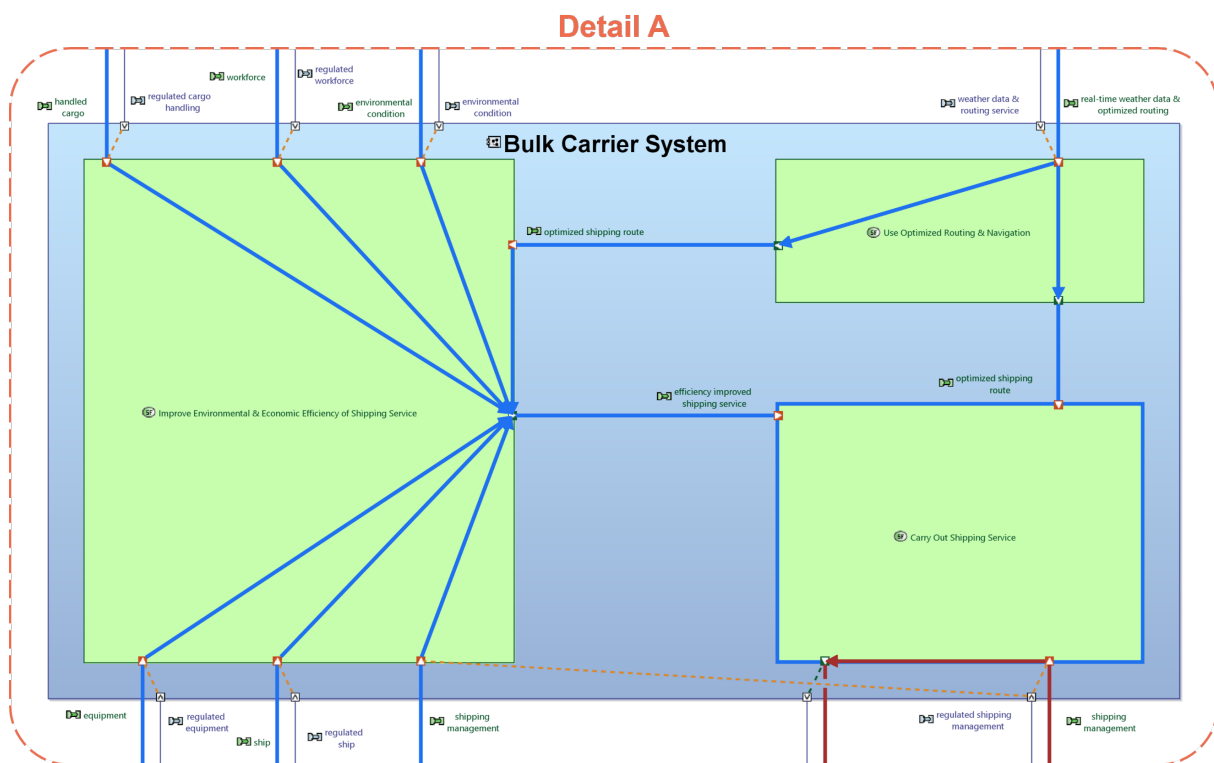 Detail A
handled
cargo
regulated cargo
handling
workforce
regulated
workforce
environmental
condition
environmental
condition
weather data &
routing service
real-time weather data &
optimized routing
Bulk Carrier System
optimized shipping route
SF Use Optimized Routing & Navigation
optimized shipping
route
efficiency improved
shipping service
SF Improve Environmental & Economic Efficiency of Shipping Service
SF Carry Out Shipping Service
equipment
regulated
equipment
ship
regulated
ship
shipping
management
regulated shipping
management
shipping
management